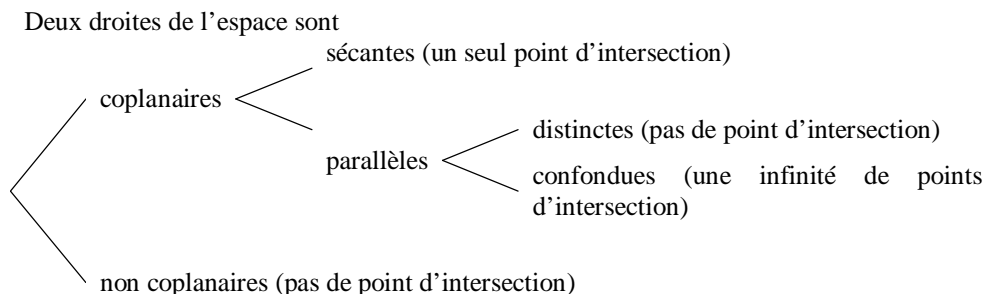 Deux droites de l’espace sont
sécantes (un seul point d’intersection)
coplanaires
distinctes (pas de point d’intersection)
parallèles
confondues (une infinité de points
d’intersection)
non coplanaires (pas de point d’intersection)